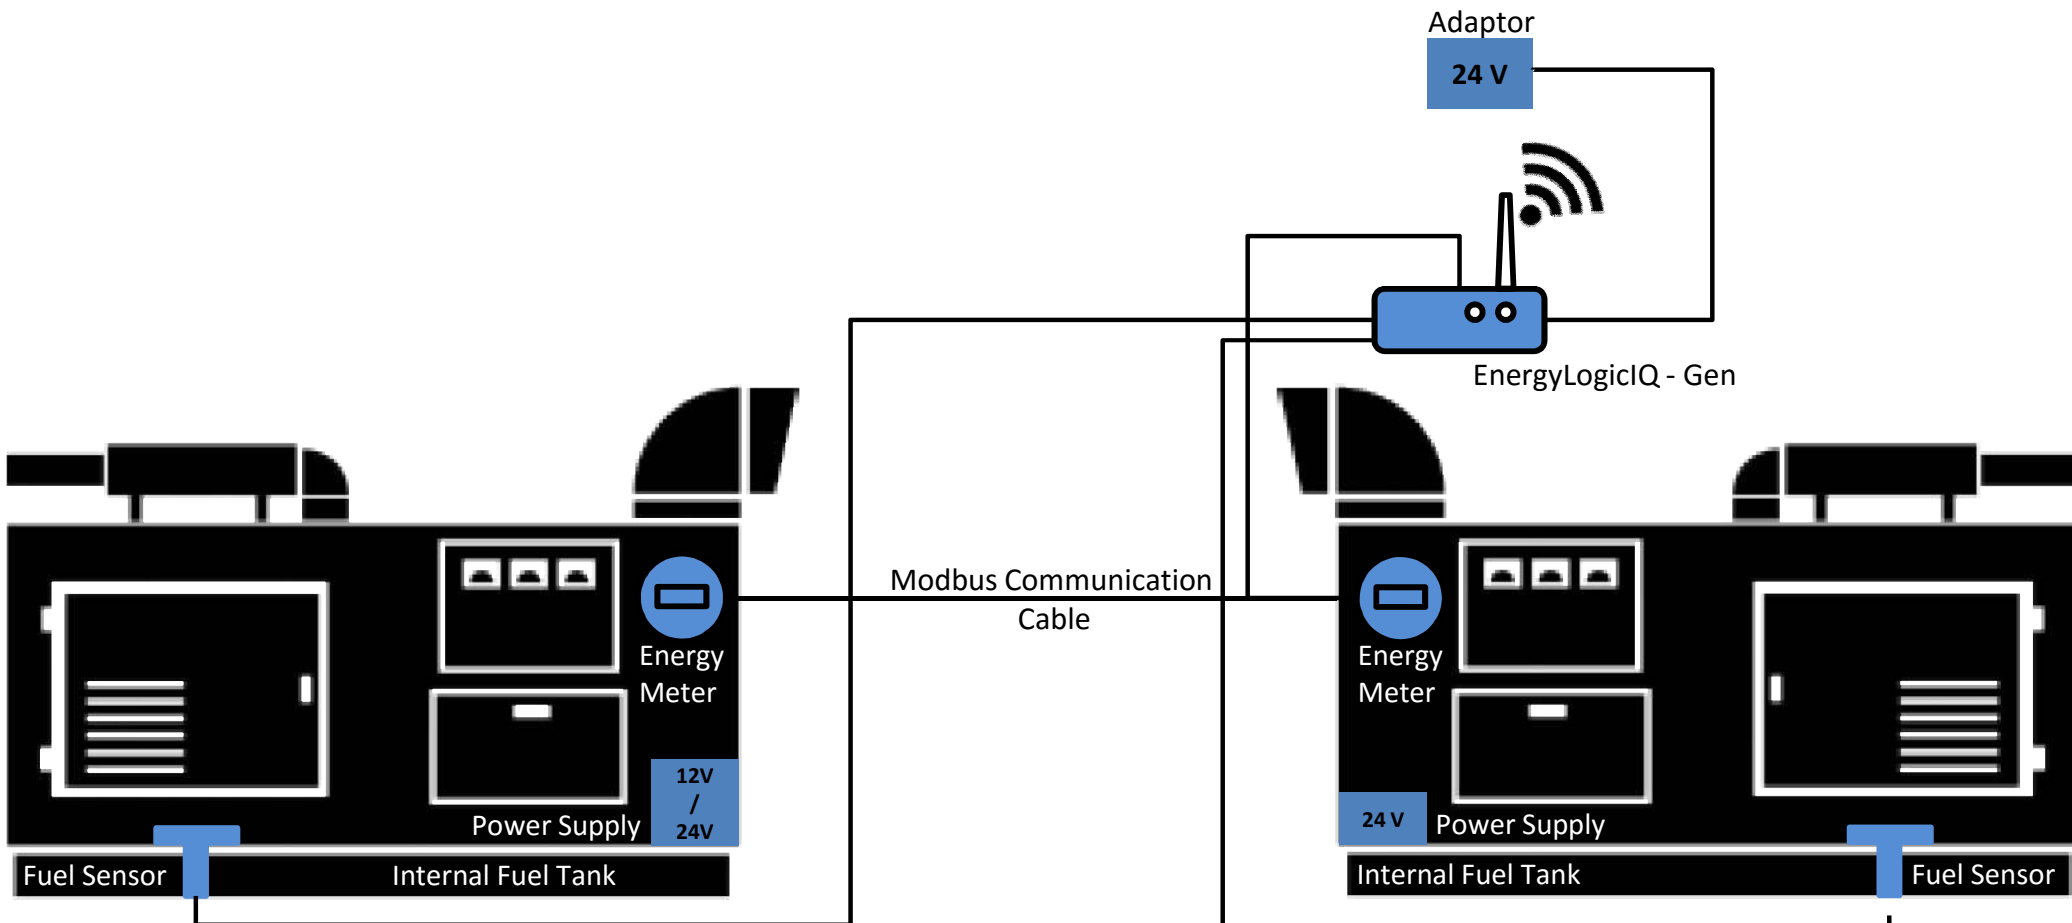 Adaptor
24 V
EnergyLogicIQ - Gen
Modbus Communication
Cable
Energy
Meter
12V
/
24V
Power Supply
Fuel Sensor
Internal Fuel Tank
Energy
Meter
24 V
Power Supply
Internal Fuel Tank
Fuel Sensor